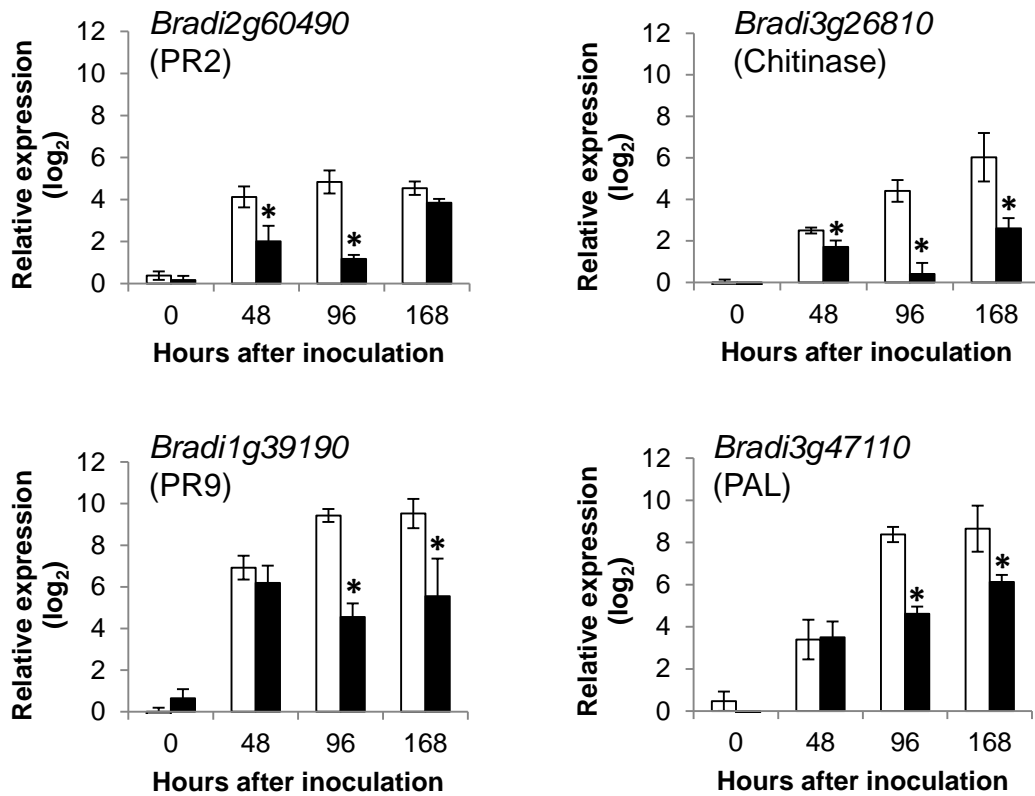 Bradi2g60490
(PR2)
Relative expression
(log₂)
12
10
8
6
4
2
0
*
*
0 48 96 168
Hours after inoculation
Bradi3g26810
(Chitinase)
Relative expression
(log₂)
12
10
8
6
4
2
0
*
*
*
0 48 96 168
Hours after inoculation
Bradi1g39190
(PR9)
Relative expression
(log₂)
12
10
8
6
4
2
0
*
*
0 48 96 168
Hours after inoculation
Bradi3g47110
(PAL)
Relative expression
(log₂)
12
10
8
6
4
2
0
*
*
0 48 96 168
Hours after inoculation